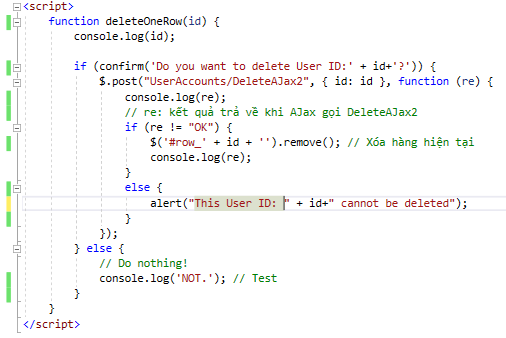 <script>
function deleteOneRow(id) {
console.log(id);
if (confirm('Do you want to delete User ID:' + id+'?')) {
$.post("UserAccounts/DeleteAJax2", { id: id }, function (re) {
console.log(re);
// re: kết quả trả về khi AJax gọi DeleteAJax2
if (re != "OK") {
$('#row_' + id + '').remove(); // Xóa hàng hiện tại
console.log(re);
}
else {
alert("This User ID: " + id+" cannot be deleted");
}
});
} else {
// Do nothing!
console.log('NOT.'); // Test
}
}
</script>